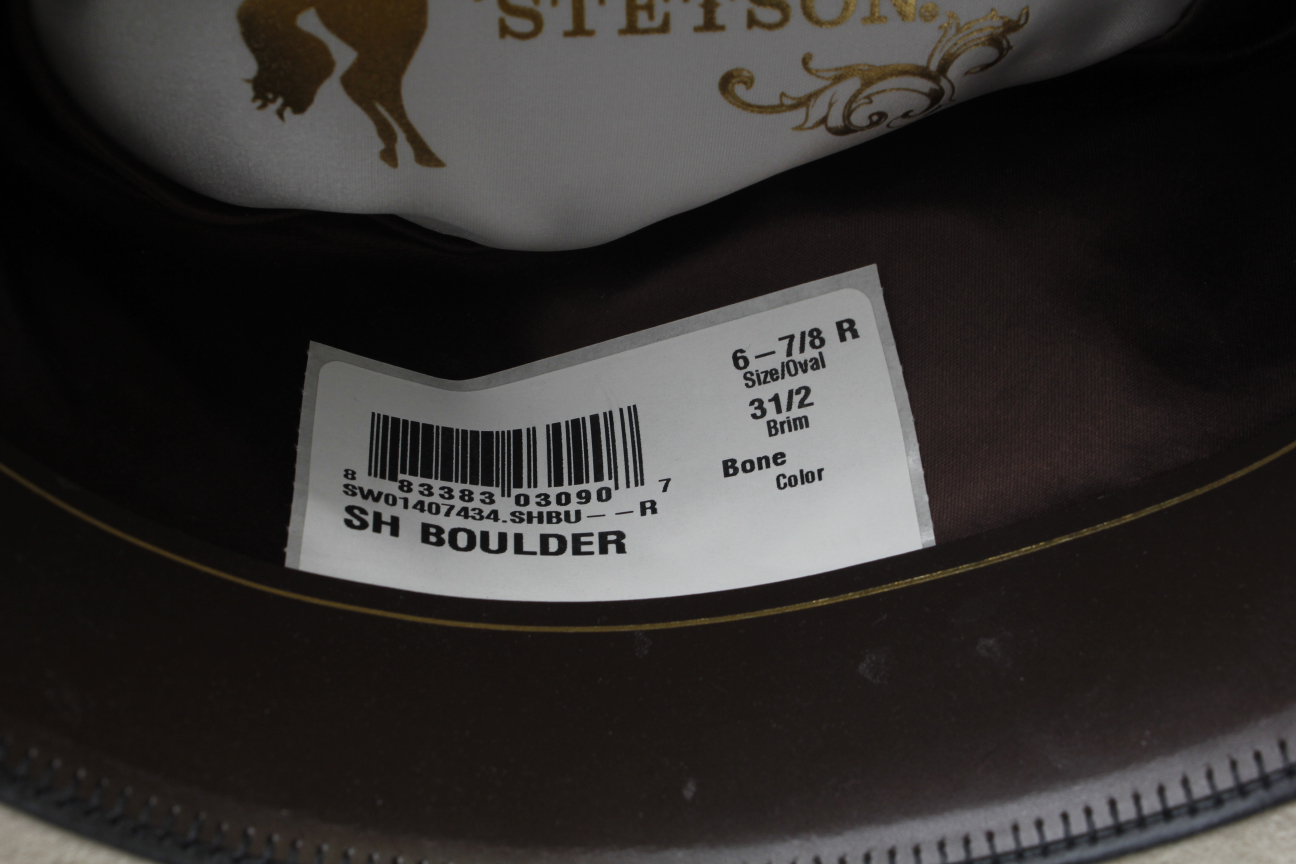 STETSON.
6-7/8 R
Size/Oval
31/2
Brim
Bone
Color
8 83383 03090 7
SW01407434.SHBU--R
SH BOULDER